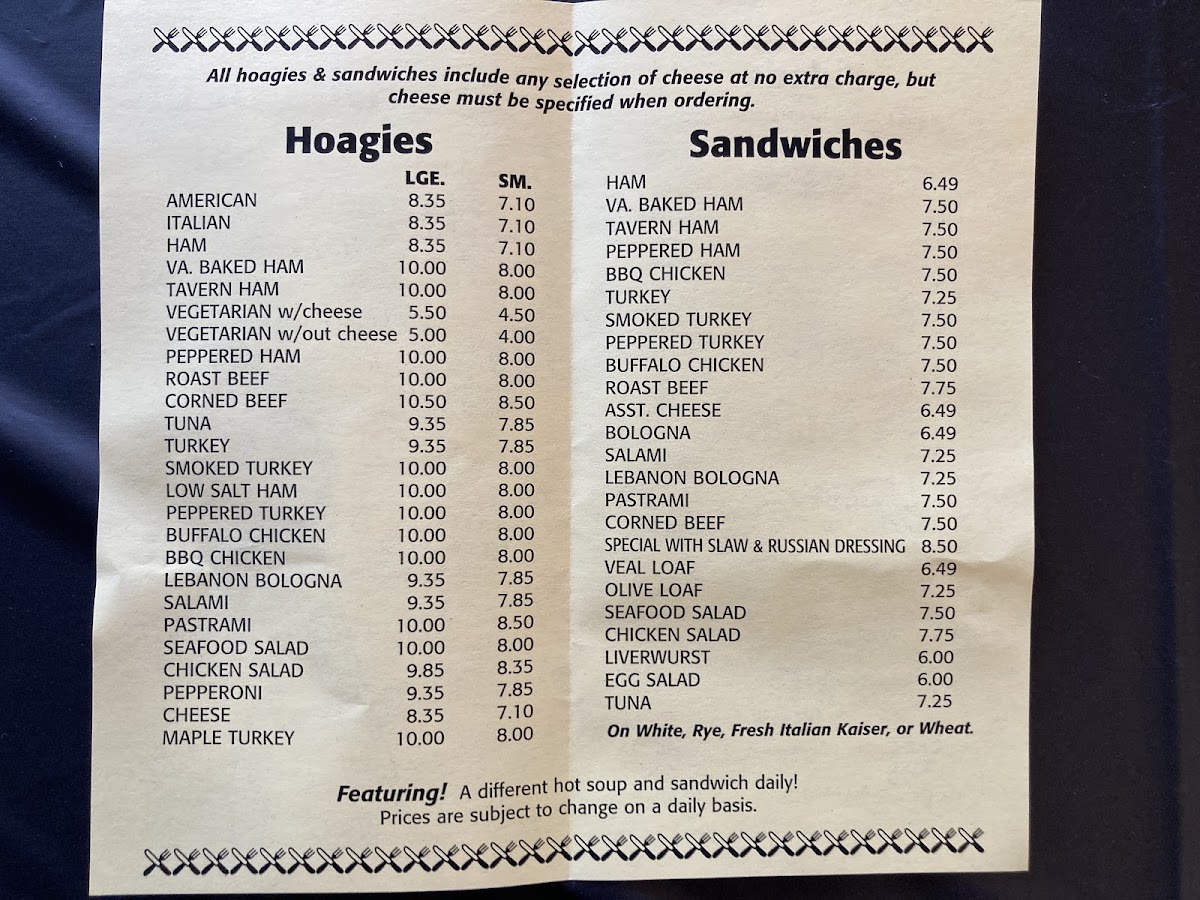 All hoagies & sandwiches include any selection of cheese at no extra charge, but
cheese must be specified when ordering.
Hoagies
LGE. SM.
AMERICAN 8.35 7.10
ITALIAN 8.35 7.10
HAM 8.35 7.10
VA. BAKED HAM 10.00 8.00
TAVERN HAM 10.00 8.00
VEGETARIAN w/cheese 5.50 4.50
VEGETARIAN w/out cheese 5.00 4.00
PEPPERED HAM 10.00 8.00
ROAST BEEF 10.00 8.00
CORNED BEEF 10.50 8.50
TUNA 9.35 7.85
TURKEY 9.35 7.85
SMOKED TURKEY 10.00 8.00
LOW SALT HAM 10.00 8.00
PEPPERED TURKEY 10.00 8.00
BUFFALO CHICKEN 10.00 8.00
BBQ CHICKEN 10.00 8.00
LEBANON BOLOGNA 9.35 7.85
SALAMI 9.35 7.85
PASTRAMI 10.00 8.50
SEAFOOD SALAD 10.00 8.00
CHICKEN SALAD 9.85 8.35
PEPPERONI 9.35 7.85
CHEESE 8.35 7.10
MAPLE TURKEY 10.00 8.00
Sandwiches
HAM 6.49
VA. BAKED HAM 7.50
TAVERN HAM 7.50
PEPPERED HAM 7.50
BBQ CHICKEN 7.50
TURKEY 7.25
SMOKED TURKEY 7.50
PEPPERED TURKEY 7.50
BUFFALO CHICKEN 7.50
ROAST BEEF 7.75
ASST. CHEESE 6.49
BOLOGNA 6.49
SALAMI 7.25
LEBANON BOLOGNA 7.25
PASTRAMI 7.50
CORNED BEEF 7.50
SPECIAL WITH SLAW & RUSSIAN DRESSING 8.50
VEAL LOAF 6.49
OLIVE LOAF 7.25
SEAFOOD SALAD 7.50
CHICKEN SALAD 7.75
LIVERWURST 6.00
EGG SALAD 6.00
TUNA 7.25
On White, Rye, Fresh Italian Kaiser, or Wheat.
Featuring! A different hot soup and sandwich daily!
Prices are subject to change on a daily basis.